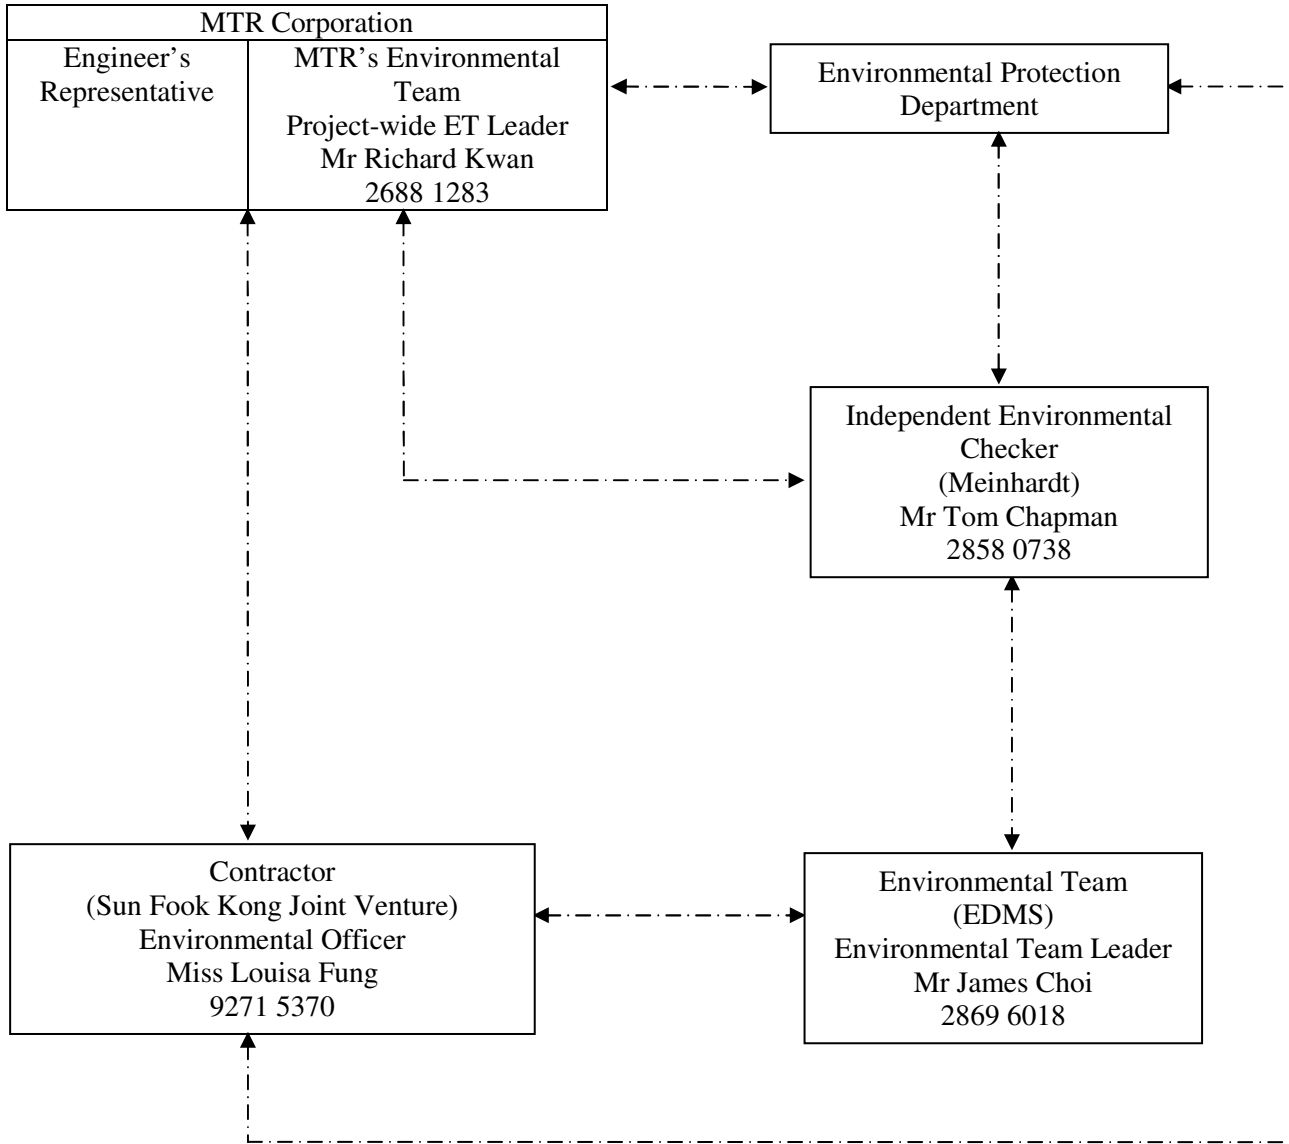 MTR Corporation
Engineer's
Representative
MTR's Environmental
Team
Project-wide ET Leader
Mr Richard Kwan
2688 1283
Environmental Protection
Department
Independent Environmental
Checker
(Meinhardt)
Mr Tom Chapman
2858 0738
Contractor
(Sun Fook Kong Joint Venture)
Environmental Officer
Miss Louisa Fung
9271 5370
Environmental Team
(EDMS)
Environmental Team Leader
Mr James Choi
2869 6018